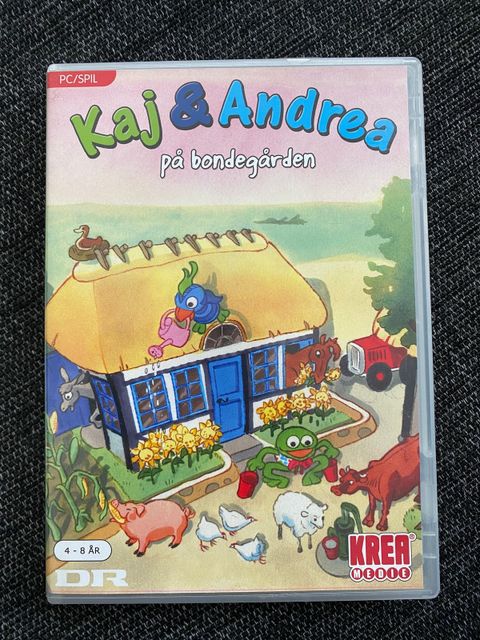 PC/SPIL
Kaj & Andrea
på bondegården
4 - 8 ÅR
DR
KREA®
MEDIE